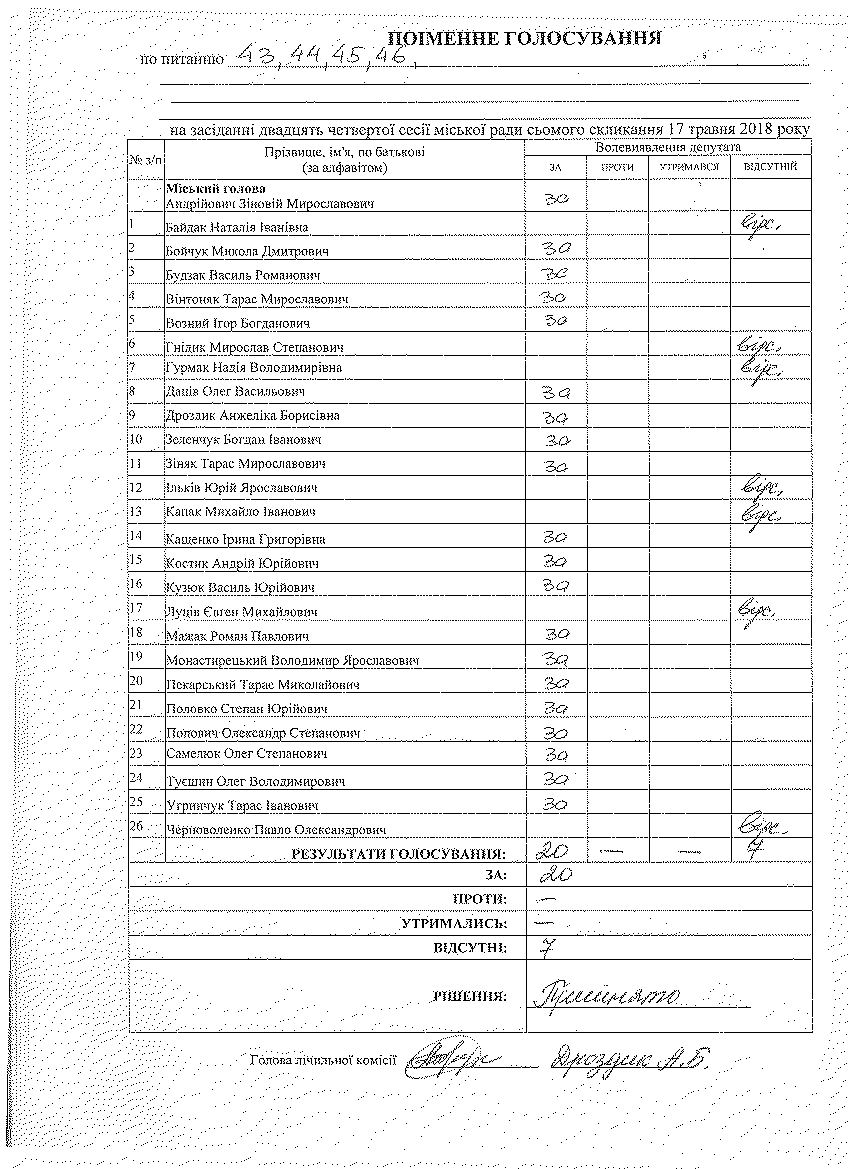 ПОІМЕННЕ ГОЛОСУВАННЯ
по питанню 43, 44, 45, 46,
на засіданні двадцять четвертої сесії міської ради сьомого скликання 17 травня 2018 року
№ з/п Прізвище, ім'я, по батькові (за алфавітом) Волевиявлення депутата
ЗА ПРОТИ УТРИМАВСЯ ВІДСУТНІЙ
Міський голова
Андрійович Зіновій Мирославович за
1 Байдак Наталія Іванівна відс.
2 Бойчук Микола Дмитрович за
3 Будзак Василь Романович за
4 Вінтоняк Тарас Мирославович за
5 Возний Ігор Богданович за
6 Гнідик Мирослав Степанович відс.
7 Гурмак Надія Володимирівна відс.
8 Даців Олег Васильович за
9 Дроздик Анжеліка Борисівна за
10 Зеленчук Богдан Іванович за
11 Зіняк Тарас Мирославович за
12 Ільків Юрій Ярославович відс.
13 Капак Михайло Іванович відс.
14 Кащенко Ірина Григорівна за
15 Костик Андрій Юрійович за
16 Кузюк Василь Юрійович за
17 Луців Євген Михайлович відс.
18 Мажак Роман Павлович за
19 Монастирецький Володимир Ярославович за
20 Пекарський Тарас Миколайович за
21 Половко Степан Юрійович за
22 Попович Олександр Степанович за
23 Самелюк Олег Степанович за
24 Туєшин Олег Володимирович за
25 Угринчук Тарас Іванович за
26 Черноволенко Павло Олександрович відс.
РЕЗУЛЬТАТИ ГОЛОСУВАННЯ: 20 — — 7
ЗА: 20
ПРОТИ: —
УТРИМАЛИСЬ: —
ВІДСУТНІ: 7
РІШЕННЯ: Прийнято
Голова лічильної комісії Дроздик А.Б.